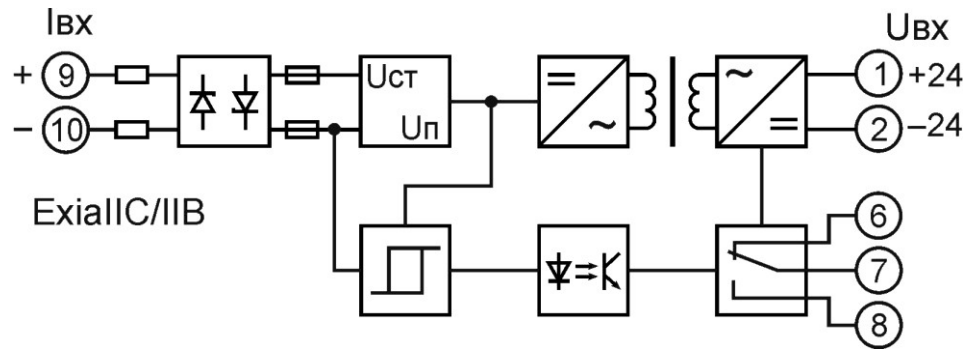 Iвх
Uвх
+ 9
Uст
= ~
~ =
1 +24
− 10
Uп
2 −24
ExiaIIC/IIB
6
7
8